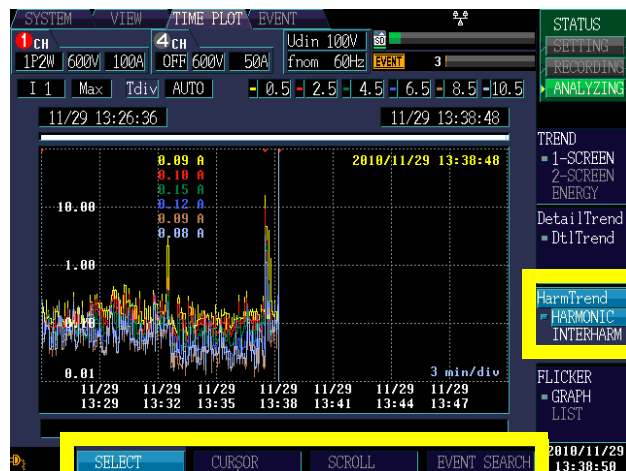 SYSTEM VIEW TIME PLOT EVENT
STATUS
1 CH 4 CH Udin 100V SD
SETTING
1P2W 600V 100A OFF 600V 50A fnom 60Hz EVENT 3
RECORDING
I 1 Max Tdiv AUTO 0.5 2.5 4.5 6.5 8.5 10.5
ANALYZING
11/29 13:26:36 11/29 13:38:48
TREND
1-SCREEN
2-SCREEN
ENERGY
DetailTrend
DtlTrend
HarmTrend
HARMONIC
INTERHARM
FLICKER
GRAPH
LIST
0.09 A 2010/11/29 13:38:48
0.10 A
0.15 A
0.12 A
0.09 A
0.08 A
10.00
1.00
0.10
0.01
3 min/div
11/29 11/29 11/29 11/29 11/29 11/29 11/29
13:29 13:32 13:35 13:38 13:41 13:44 13:47
SELECT CURSOR SCROLL EVENT SEARCH
2010/11/29
13:38:50